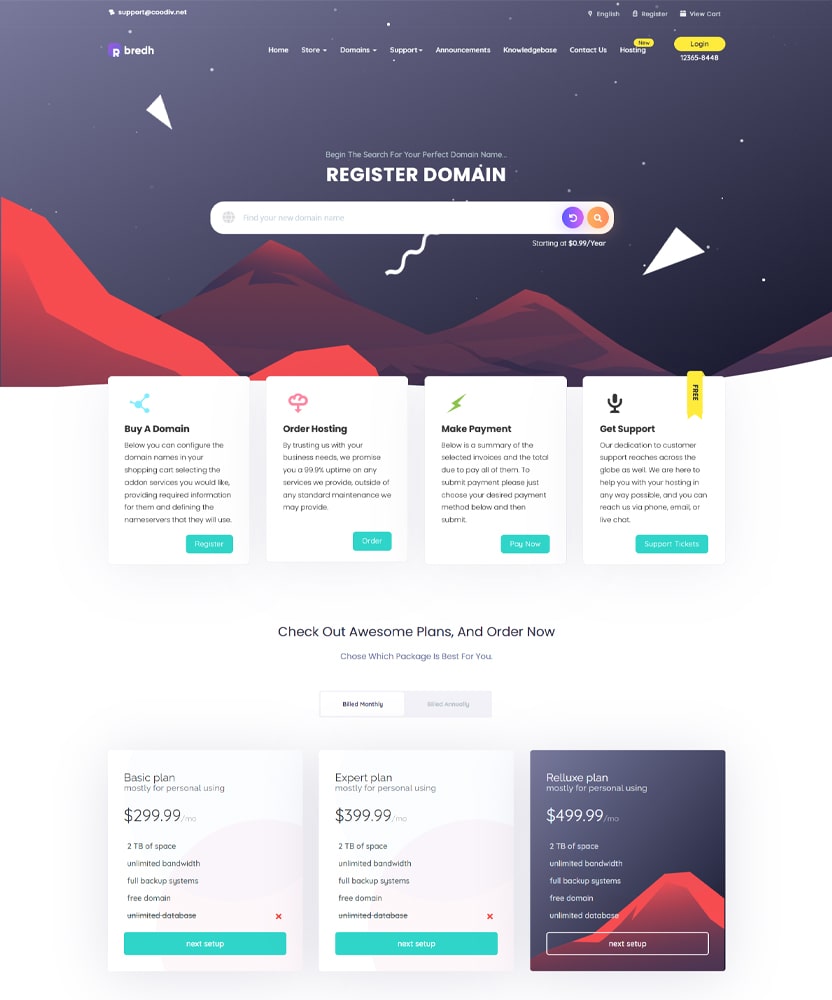 support@coodiv.net
English
Register
View Cart
bredh
Home
Store
Domains
Support
Announcements
Knowledgebase
Contact Us
Hosting
New
Login
12365-8448
Begin The Search For Your Perfect Domain Name...
REGISTER DOMAIN
Find your new domain name
Starting at $0.99/Year
Buy A Domain
Below you can configure the
domain names in your
shopping cart selecting the
addon services you would like,
providing required information
for them and defining the
nameservers that they will use.
Register
Order Hosting
By trusting us with your
business needs, we promise
you a 99.9% uptime on any
services we provide, outside of
any standard maintenance we
may provide.
Order
Make Payment
Below is a summary of the
selected invoices and the total
due to pay all of them. To
submit payment please just
choose your desired payment
method below and then
submit.
Pay Now
FREE
Get Support
Our dedication to customer
support reaches across the
globe as well. We are here to
help you with your hosting in
any way possible, and you can
reach us via phone, email, or
live chat.
Support Tickets
Check Out Awesome Plans, And Order Now
Chose Which Package Is Best For You.
Billed Monthly
Billed Annually
Basic plan
mostly for personal using
$299.99/mo
2 TB of space
unlimited bandwidth
full backup systems
free domain
unlimited database
next setup
Expert plan
mostly for personal using
$399.99/mo
2 TB of space
unlimited bandwidth
full backup systems
free domain
unlimited database
next setup
Relluxe plan
mostly for personal using
$499.99/mo
2 TB of space
unlimited bandwidth
full backup systems
free domain
unlimited database
next setup